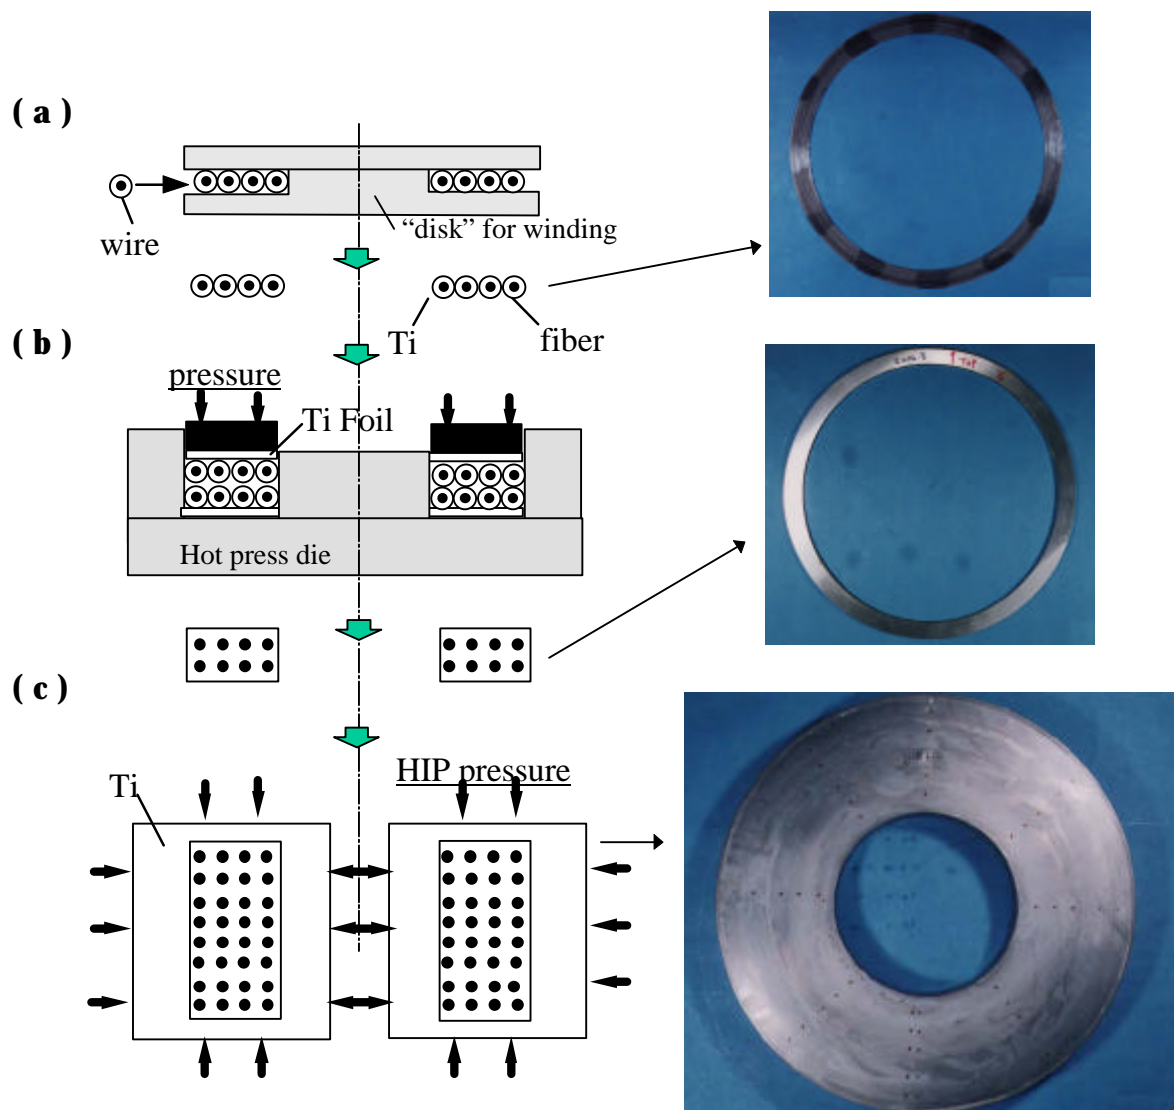 ( a )
wire
“disk” for winding
Ti
fiber
( b )
pressure
Ti Foil
Hot press die
( c )
Ti
HIP pressure